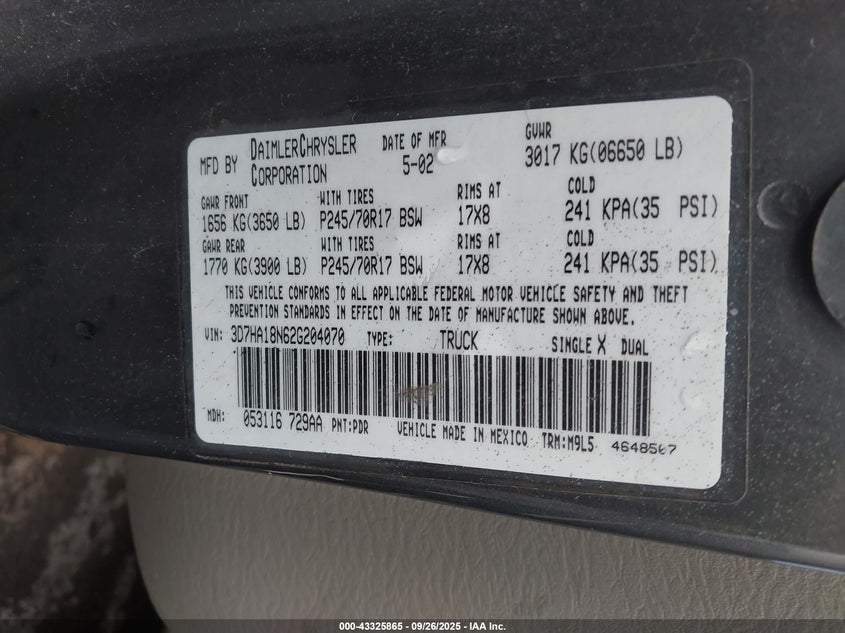 MFD BY DAIMLERCHRYSLER CORPORATION DATE OF MFR 5-02 GVWR 3017 KG(06650 LB)
GAWR FRONT WITH TIRES RIMS AT COLD
1656 KG(3650 LB) P245/70R17 BSW 17X8 241 KPA(35 PSI)
GAWR REAR WITH TIRES RIMS AT COLD
1770 KG(3900 LB) P245/70R17 BSW 17X8 241 KPA(35 PSI)
THIS VEHICLE CONFORMS TO ALL APPLICABLE FEDERAL MOTOR VEHICLE SAFETY AND THEFT
PREVENTION STANDARDS IN EFFECT ON THE DATE OF MANUFACTURE SHOWN ABOVE.
VIN: 3D7HA18N62G204070 TYPE: TRUCK SINGLE X DUAL
MDH: 053116 729AA PNT:PDR VEHICLE MADE IN MEXICO TRM:M9L5 4648507
000-43325865 - 09/26/2025 - IAA Inc.